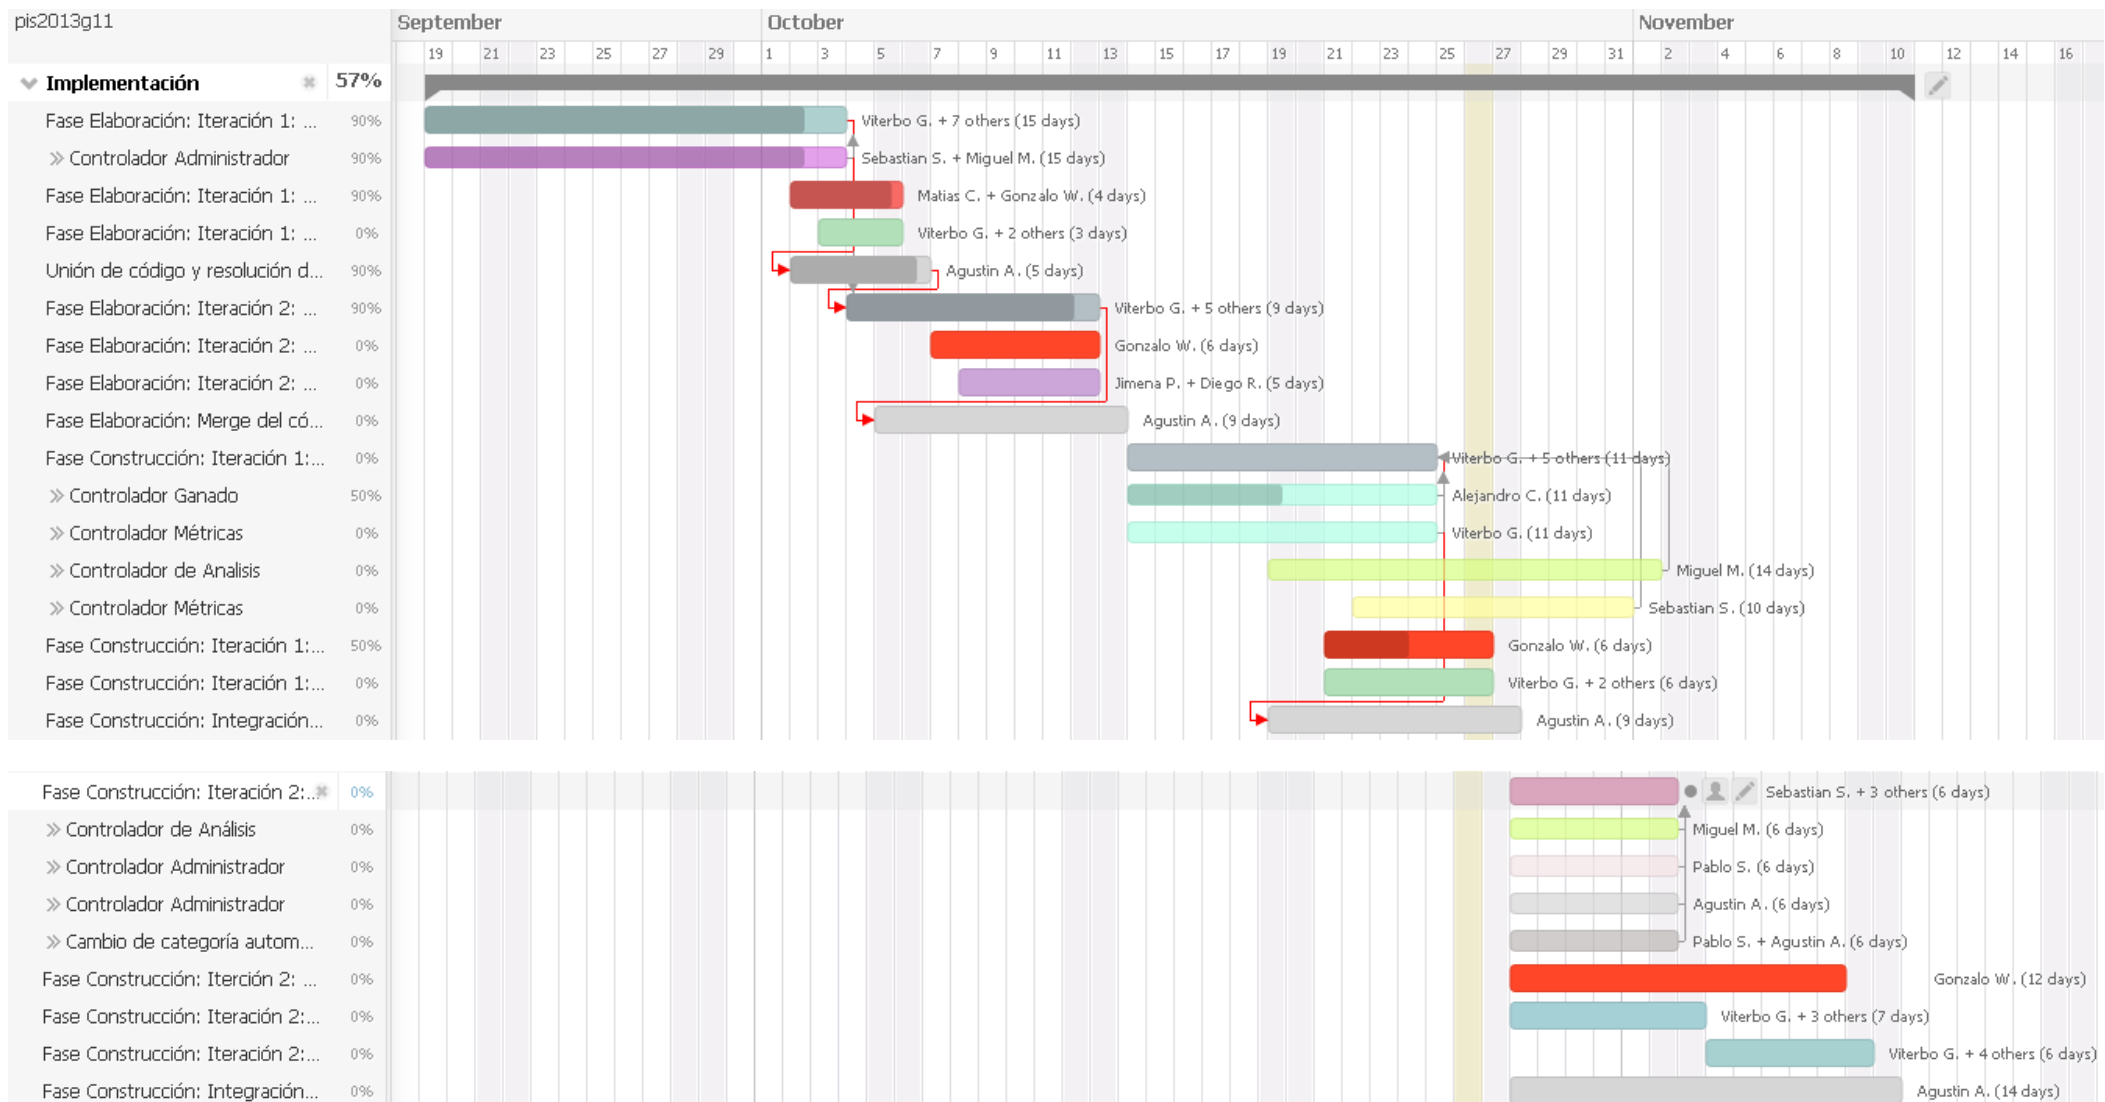 pis2013g11
September October November
19 21 23 25 27 29 1 3 5 7 9 11 13 15 17 19 21 23 25 27 29 31 2 4 6 8 10 12 14 16
Implementación 57%
Fase Elaboración: Iteración 1: ... 90% Viterbo G. + 7 others (15 days)
» Controlador Administrador 90% Sebastian S. + Miguel M. (15 days)
Fase Elaboración: Iteración 1: ... 90% Matias C. + Gonzalo W. (4 days)
Fase Elaboración: Iteración 1: ... 0% Viterbo G. + 2 others (3 days)
Unión de código y resolución d... 90% Agustin A. (5 days)
Fase Elaboración: Iteración 2: ... 90% Viterbo G. + 5 others (9 days)
Fase Elaboración: Iteración 2: ... 0% Gonzalo W. (6 days)
Fase Elaboración: Iteración 2: ... 0% Jimena P. + Diego R. (5 days)
Fase Elaboración: Merge del có... 0% Agustin A. (9 days)
Fase Construcción: Iteración 1:... 0% Viterbo G. + 5 others (11 days)
» Controlador Ganado 50% Alejandro C. (11 days)
» Controlador Métricas 0% Viterbo G. (11 days)
» Controlador de Analisis 0% Miguel M. (14 days)
» Controlador Métricas 0% Sebastian S. (10 days)
Fase Construcción: Iteración 1:... 50% Gonzalo W. (6 days)
Fase Construcción: Iteración 1:... 0% Viterbo G. + 2 others (6 days)
Fase Construcción: Integración... 0% Agustin A. (9 days)
Fase Construcción: Iteración 2:... 0% Sebastian S. + 3 others (6 days)
» Controlador de Análisis 0% Miguel M. (6 days)
» Controlador Administrador 0% Pablo S. (6 days)
» Controlador Administrador 0% Agustin A. (6 days)
» Cambio de categoría autom... 0% Pablo S. + Agustin A. (6 days)
Fase Construcción: Iterción 2: ... 0% Gonzalo W. (12 days)
Fase Construcción: Iteración 2:... 0% Viterbo G. + 3 others (7 days)
Fase Construcción: Iteración 2:... 0% Viterbo G. + 4 others (6 days)
Fase Construcción: Integración... 0% Agustin A. (14 days)